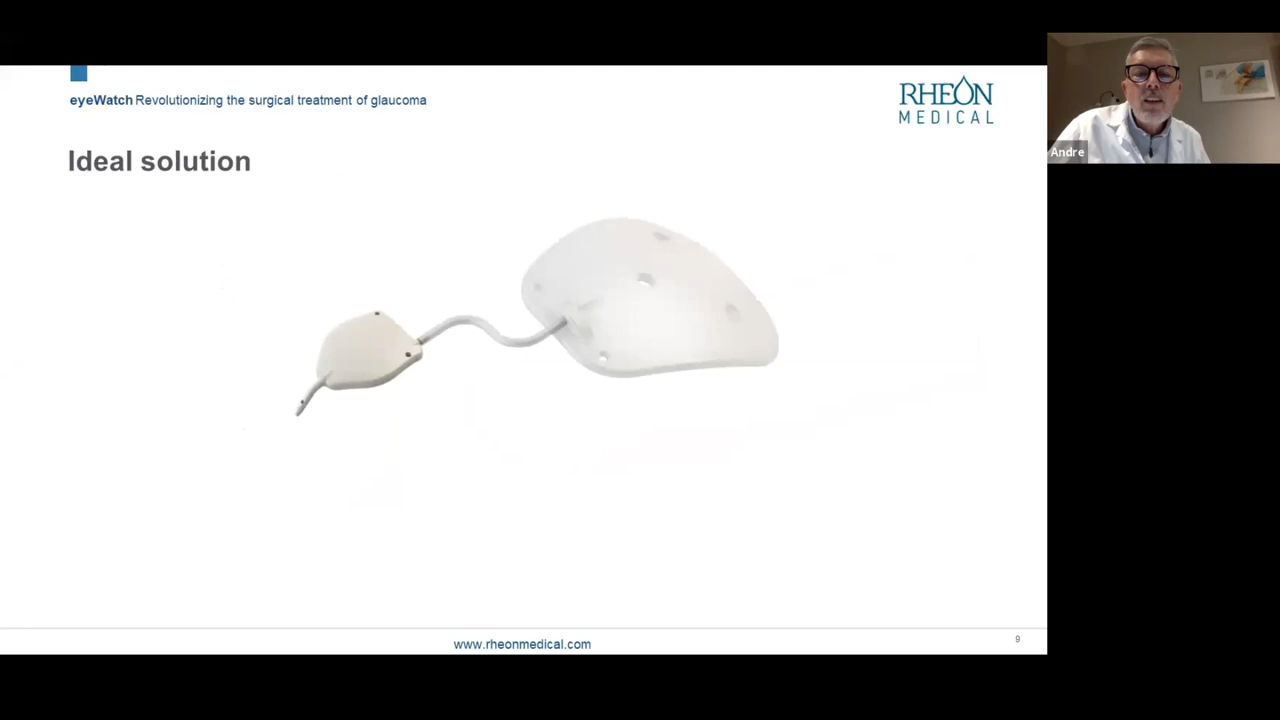 eyeWatch Revolutionizing the surgical treatment of glaucoma
RHEON
MEDICAL
Ideal solution
Andre
www.rheonmedical.com
9